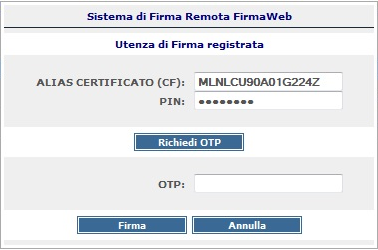 Sistema di Firma Remota FirmaWeb
Utenza di Firma registrata
ALIAS CERTIFICATO (CF): MLNLCU90A01G224Z
PIN: ●●●●●●●●
Richiedi OTP
OTP:
Firma Annulla